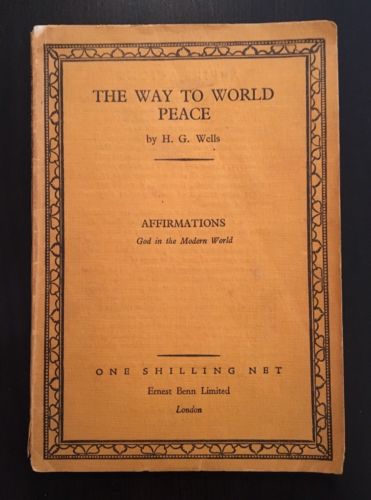 THE WAY TO WORLD
PEACE
by H. G. Wells
AFFIRMATIONS
God in the Modern World
ONE SHILLING NET
Ernest Benn Limited
London